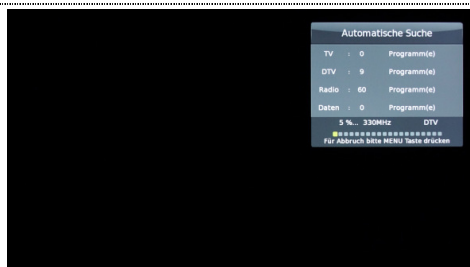 Automatische Suche
TV : 0 Programm(e)
DTV : 9 Programm(e)
Radio : 60 Programm(e)
Daten : 0 Programm(e)
5 %... 330MHz DTV
Für Abbruch bitte MENU Taste drücken